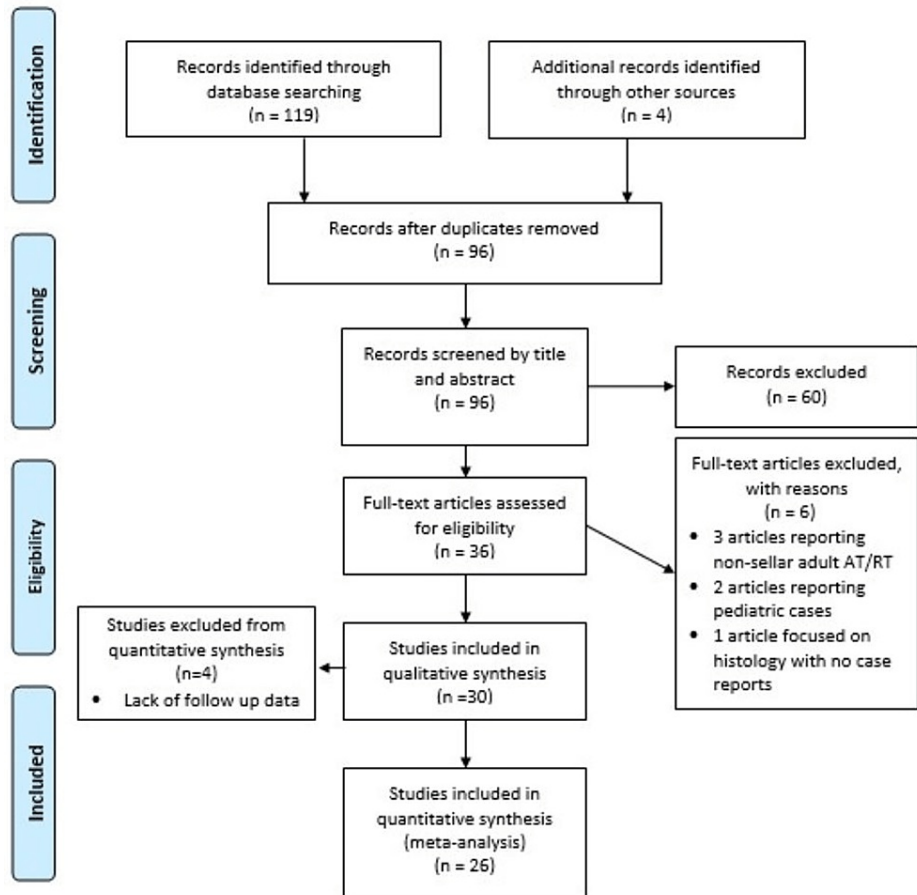 Identification
Records identified through
database searching
(n = 119)
Additional records identified
through other sources
(n = 4)
Records after duplicates removed
(n = 96)
Screening
Records screened by title
and abstract
(n = 96)
Records excluded
(n = 60)
Eligibility
Full-text articles assessed
for eligibility
(n = 36)
Full-text articles excluded,
with reasons
(n = 6)
• 3 articles reporting
non-sellar adult AT/RT
• 2 articles reporting
pediatric cases
• 1 article focused on
histology with no case
reports
Studies excluded from
quantitative synthesis
(n=4)
• Lack of follow up data
Studies included in
qualitative synthesis
(n =30)
Included
Studies included in
quantitative synthesis
(meta-analysis)
(n = 26)